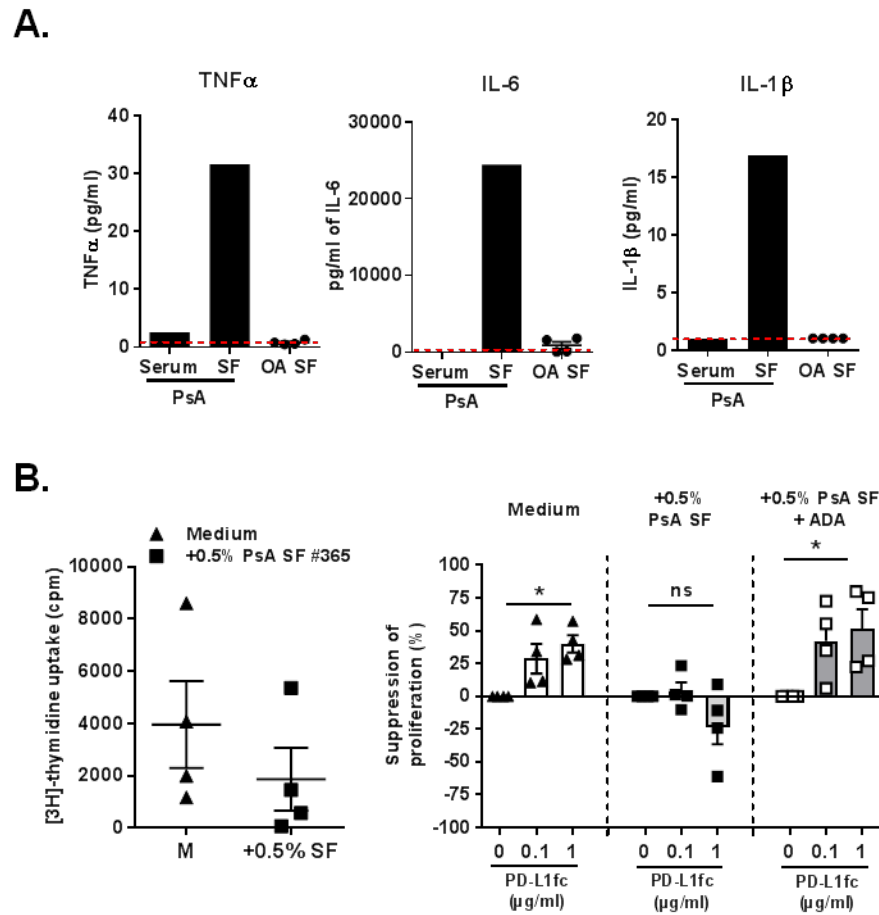 A.
TNFα
IL-6
IL-1β
TNFα (pg/ml)
40
30
20
10
0
Serum SF OA SF
PsA
pg/ml of IL-6
30000
20000
10000
0
Serum SF OA SF
PsA
IL-1β (pg/ml)
20
15
10
5
0
Serum SF OA SF
PsA
B.
Medium
+0.5% PsA SF #365
[3H]-thymidine uptake (cpm)
10000
8000
6000
4000
2000
0
M +0.5% SF
Medium
+0.5%
PsA SF
+0.5% PsA SF
+ ADA
Suppression of
proliferation (%)
100
75
50
25
0
-25
-50
-75
-100
*
ns
*
0 0.1 1 0 0.1 1 0 0.1 1
PD-L1fc PD-L1fc PD-L1fc
(µg/ml) (µg/ml) (µg/ml)